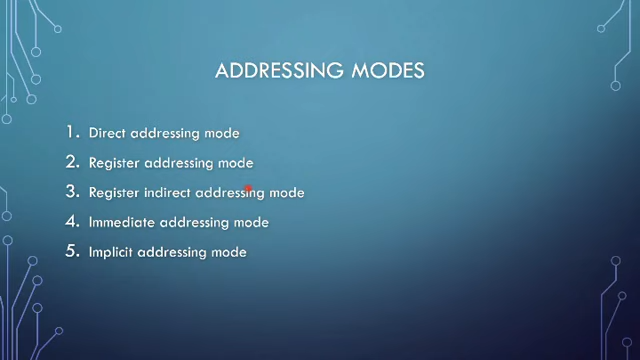 ADDRESSING MODES
1. Direct addressing mode
2. Register addressing mode
3. Register indirect addressing mode
4. Immediate addressing mode
5. Implicit addressing mode